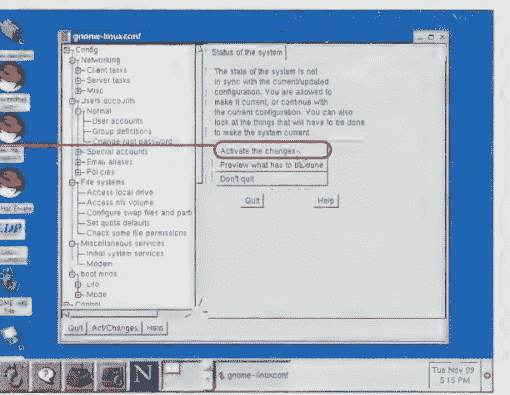 gnome-linuxconf
Config
Networking
Client tasks
Server tasks
Misc
Users accounts
Normal
User accounts
Group definitions
Change root password
Special accounts
Email aliases
Policies
File systems
Access local drive
Access nfs volume
Configure swap files and parti
Set quota defaults
Check some file permissions
Miscellaneous services
Initial system services
Modem
boot mode
Lilo
Mode
Control
Status of the system
The state of the system is not
in sync with the current/updated
configuration. You are allowed to
make it current, or continue with
the current configuration. You can also
look at the things that will have to be done
to make the system current
Activate the changes
Preview what has to be done
Don't quit
Quit
Help
Quit
Act/Changes
Help
N
gnome-linuxconf
Tue Nov 09
5:15 PM